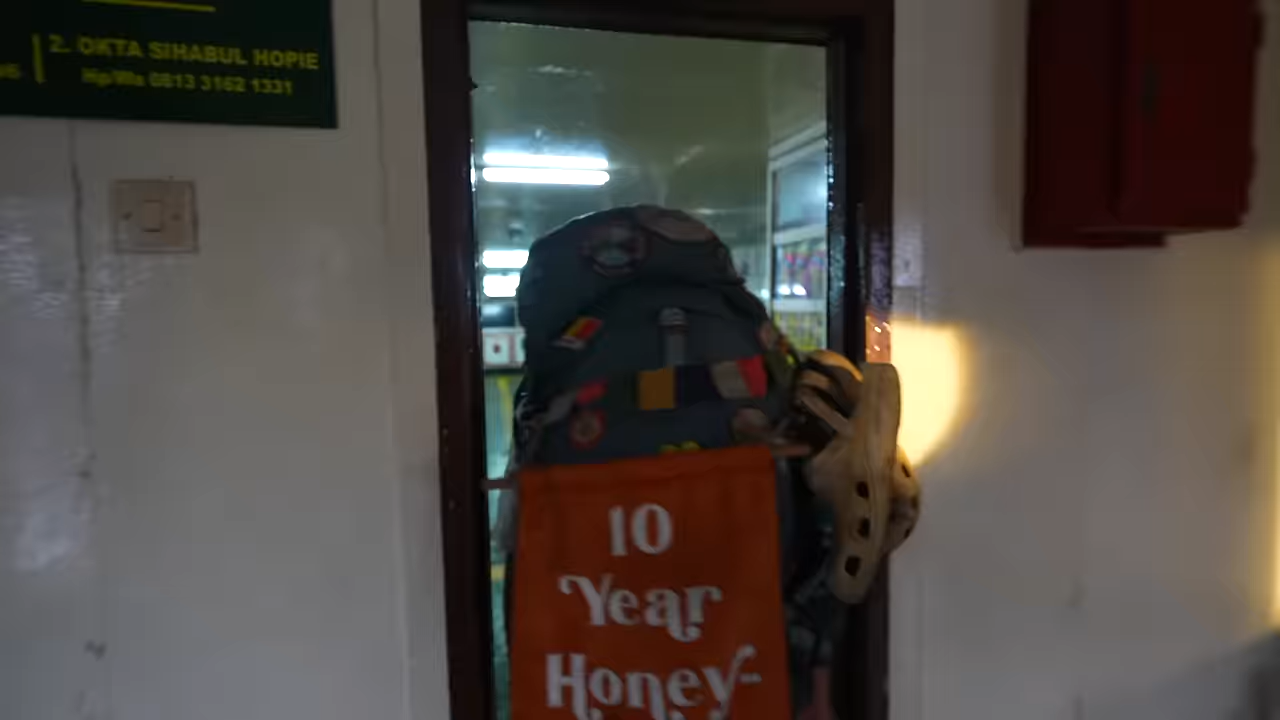 2. OKTA SIHABUL HOPIE
Hp/Wa 0813 3162 1331
10
Year
Honey-